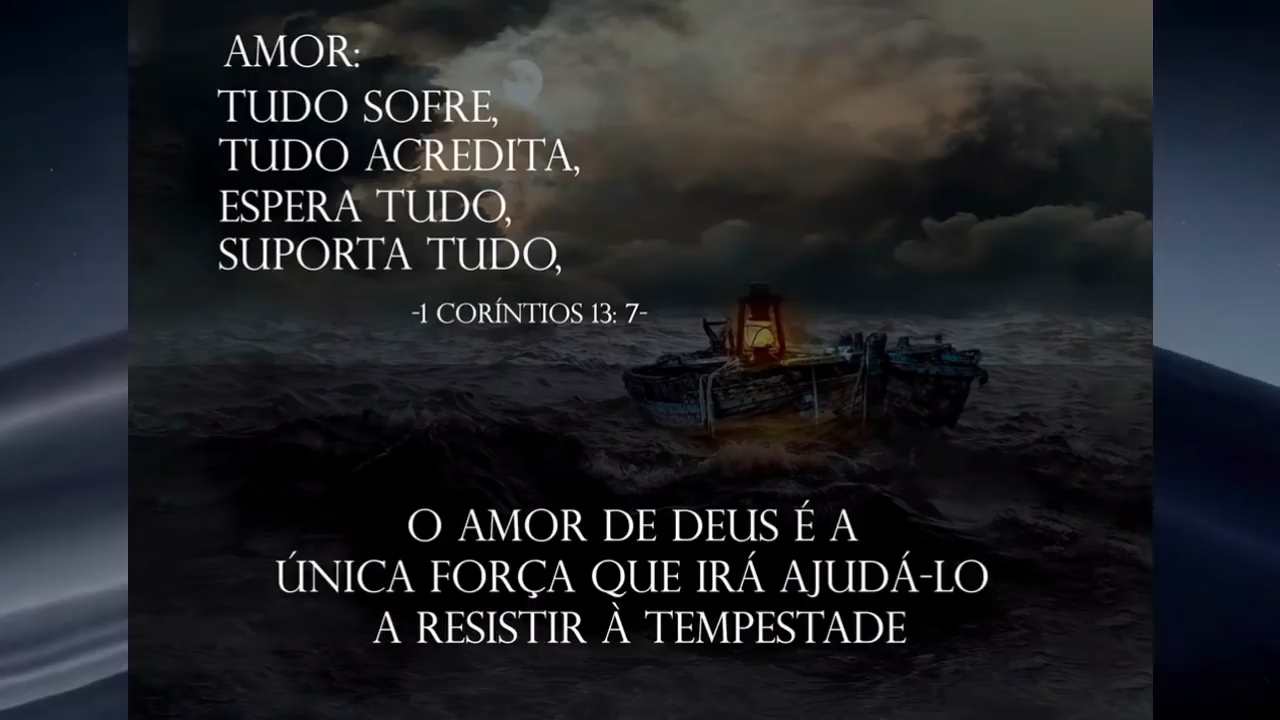 AMOR:
TUDO SOFRE,
TUDO ACREDITA,
ESPERA TUDO,
SUPORTA TUDO,
-1 CORÍNTIOS 13: 7-
O AMOR DE DEUS É A
ÚNICA FORÇA QUE IRÁ AJUDÁ-LO
A RESISTIR À TEMPESTADE